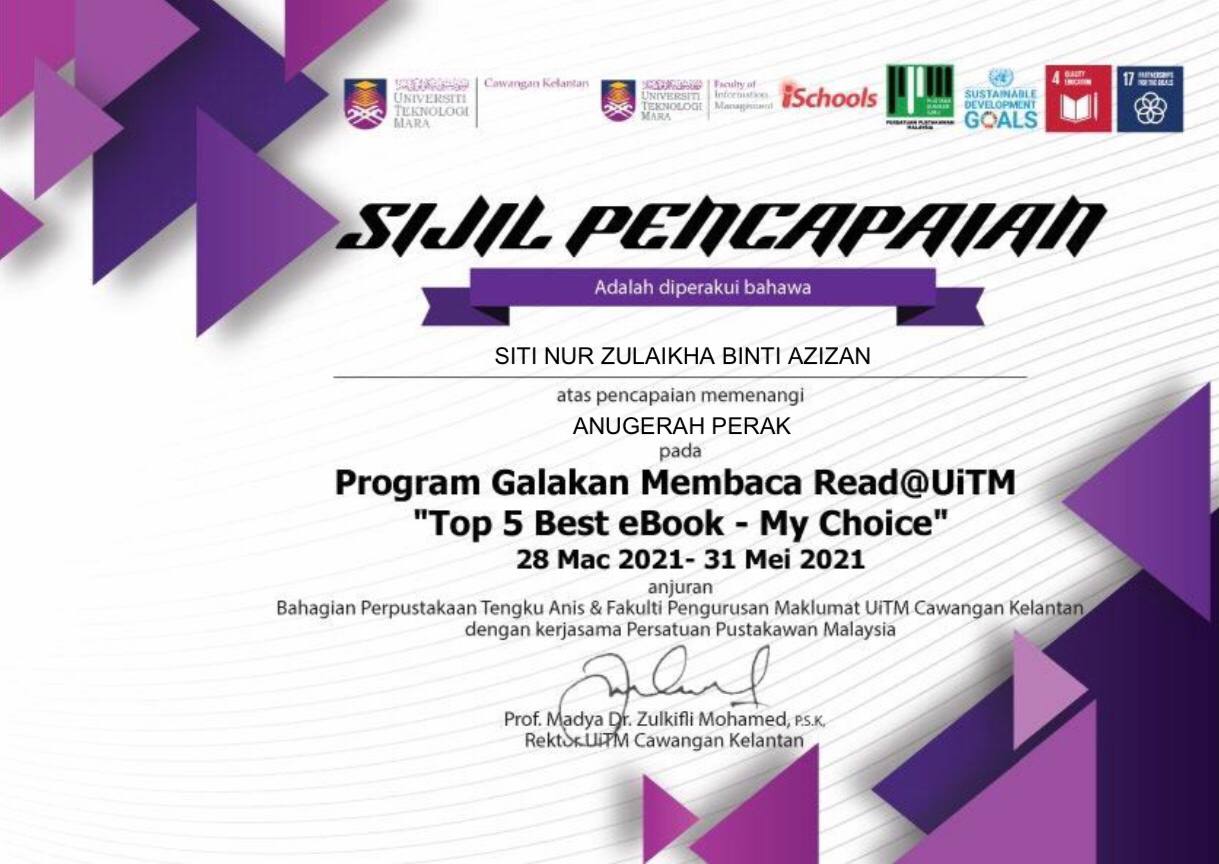 UNIVERSITI
TEKNOLOGI
MARA
Cawangan Kelantan
UNIVERSITI
TEKNOLOGI
MARA
Faculty of
Information
Management
iSchools
PERSATUAN PUSTAKAWAN
MALAYSIA
SUSTAINABLE
DEVELOPMENT
GOALS
4 QUALITY
EDUCATION
17 PARTNERSHIPS
FOR THE GOALS
SIJIL PENCAPAIAN
Adalah diperakui bahawa
SITI NUR ZULAIKHA BINTI AZIZAN
atas pencapaian memenangi
ANUGERAH PERAK
pada
Program Galakan Membaca Read@UiTM
"Top 5 Best eBook - My Choice"
28 Mac 2021- 31 Mei 2021
anjuran
Bahagian Perpustakaan Tengku Anis & Fakulti Pengurusan Maklumat UiTM Cawangan Kelantan
dengan kerjasama Persatuan Pustakawan Malaysia
Prof. Madya Dr. Zulkifli Mohamed, P.S.K.
Rektor UiTM Cawangan Kelantan